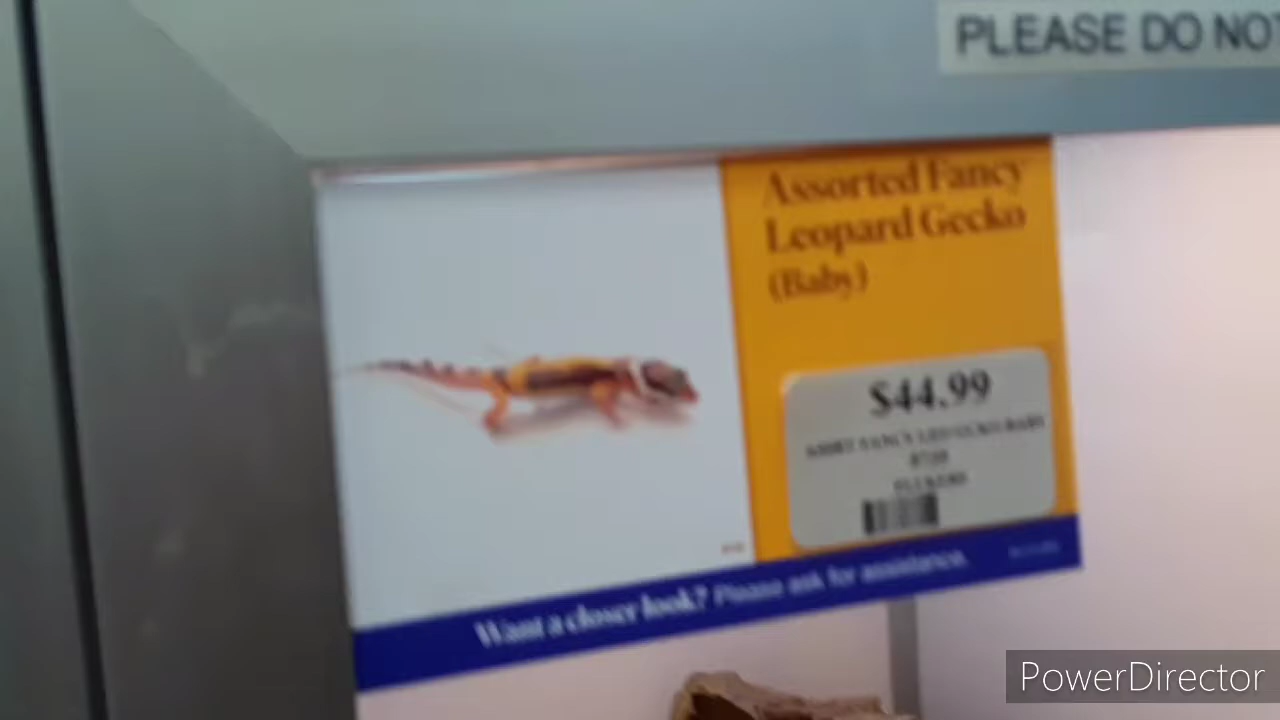 PLEASE DO NOT
Assorted Fancy
Leopard Gecko
(Baby)
$44.99
Want a closer look? Please ask for assistance.
PowerDirector